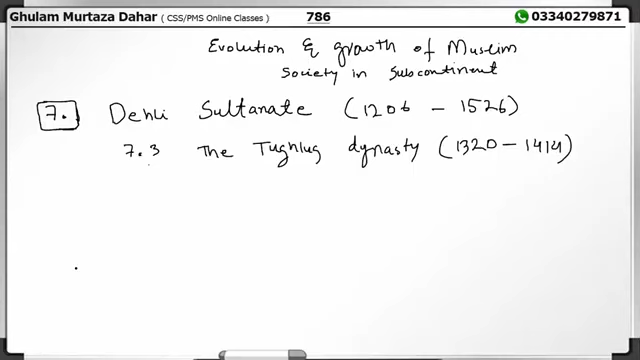 Ghulam Murtaza Dahar ( CSS/PMS Online Classes ) 786 03340279871
Evolution & growth of Muslim
Society in Subcontinent
7. Dehli Sultanate (1206 - 1526)
7.3 The Tughluq dynasty (1320 - 1414)